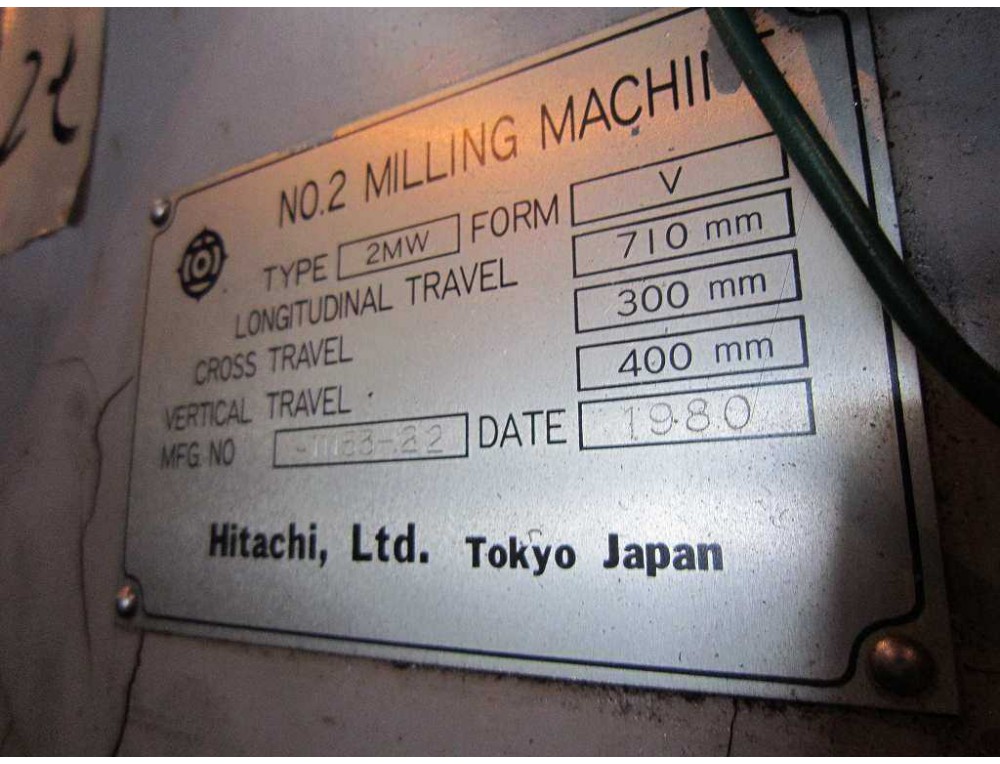 NO.2 MILLING
TYPE 2MW FORM V
LONGITUDINAL TRAVEL 710 mm
CROSS TRAVEL 300 mm
VERTICAL TRAVEL 400 mm
MFG NO DATE 1980
Hitachi, Ltd. Tokyo Japan